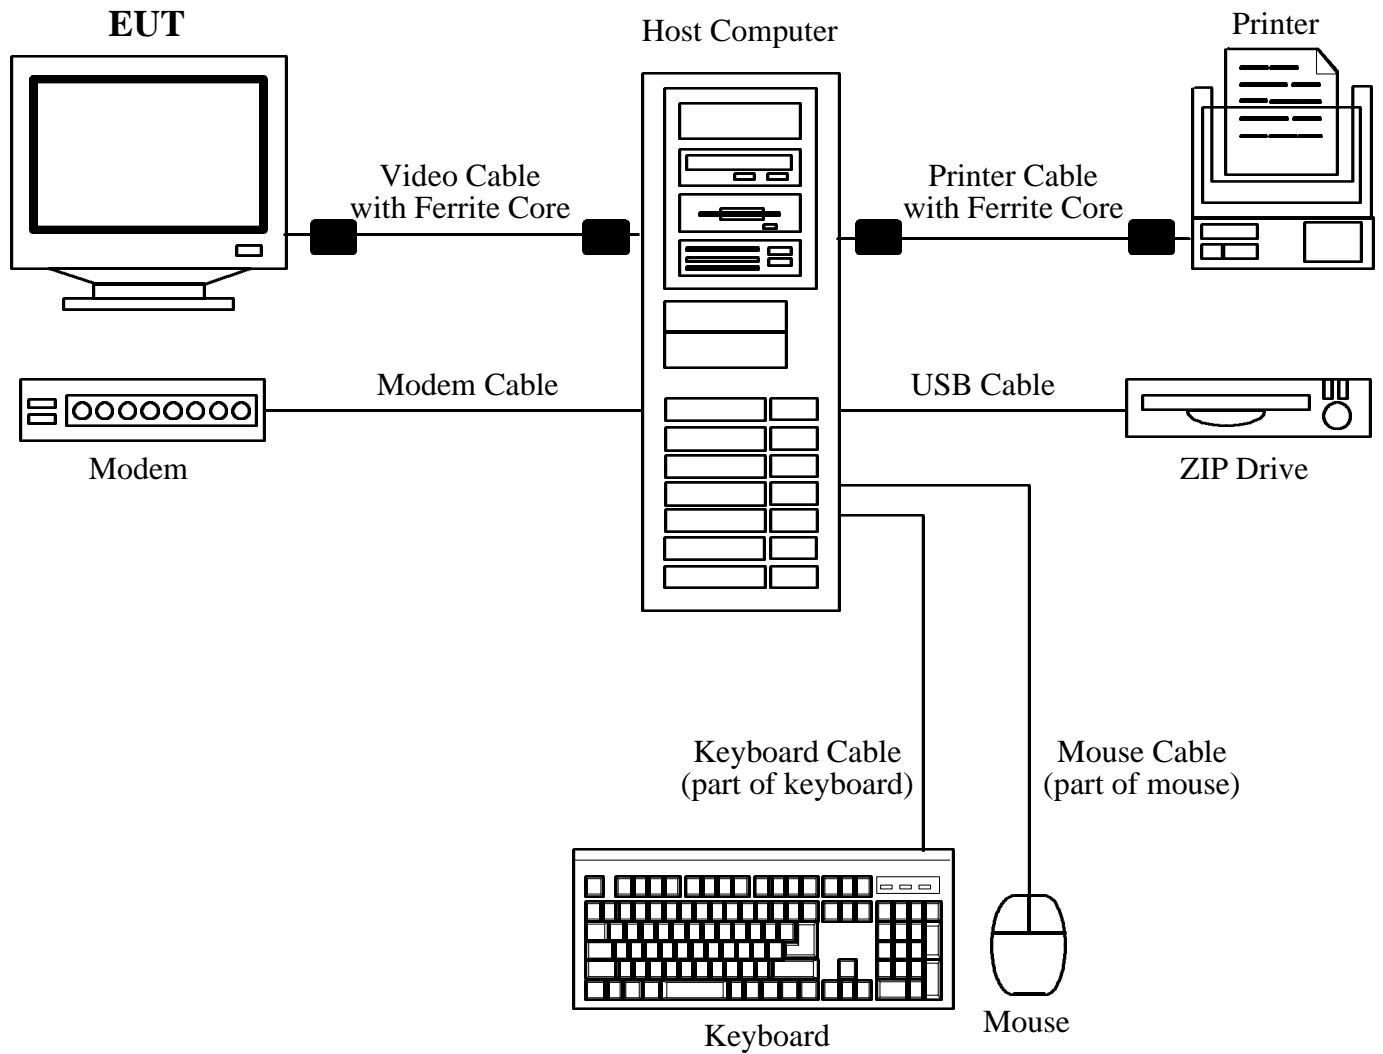 EUT
Host Computer
Printer
Video Cable
with Ferrite Core
Printer Cable
with Ferrite Core
Modem Cable
USB Cable
Modem
ZIP Drive
Keyboard Cable
(part of keyboard)
Mouse Cable
(part of mouse)
Keyboard
Mouse